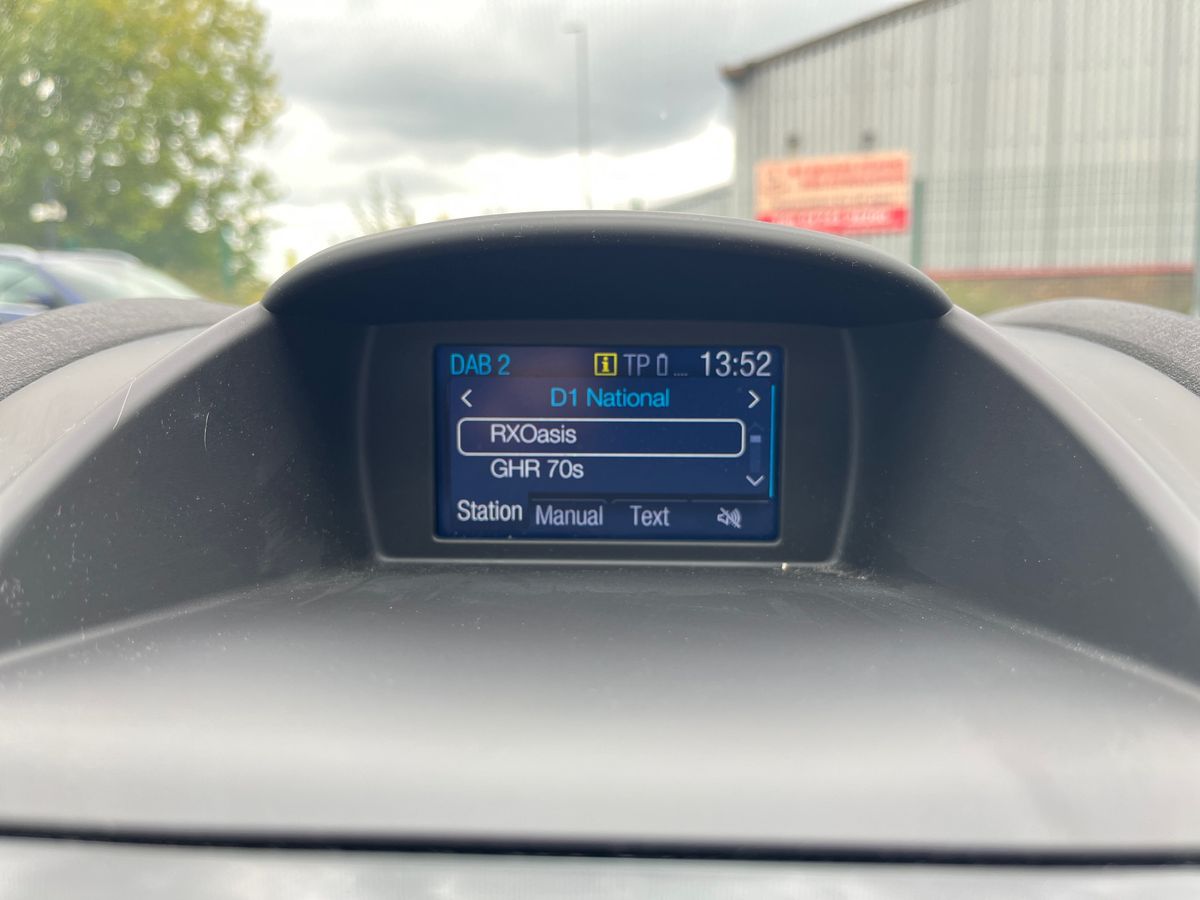 DAB 2 i TP 13:52
< D1 National >
RXOasis
GHR 70s
Station Manual Text